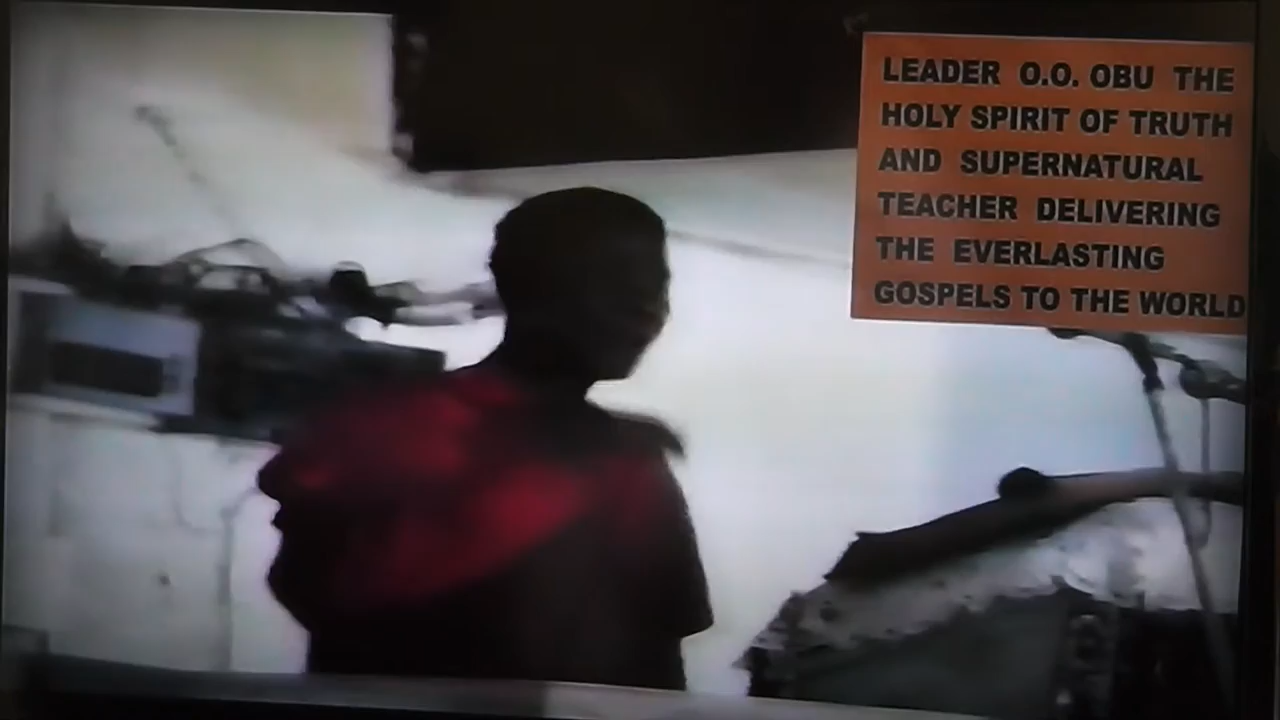 LEADER O.O. OBU THE
HOLY SPIRIT OF TRUTH
AND SUPERNATURAL
TEACHER DELIVERING
THE EVERLASTING
GOSPELS TO THE WORLD